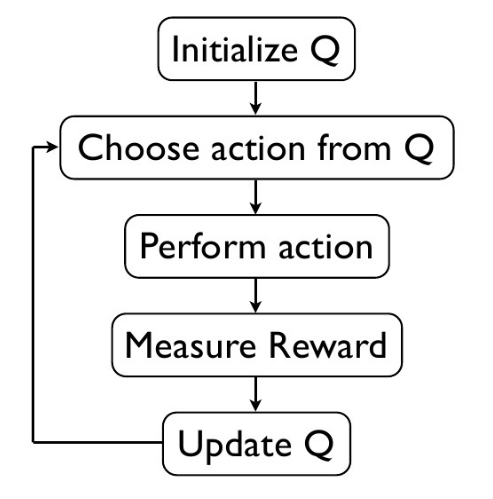 Initialize Q
Choose action from Q
Perform action
Measure Reward
Update Q